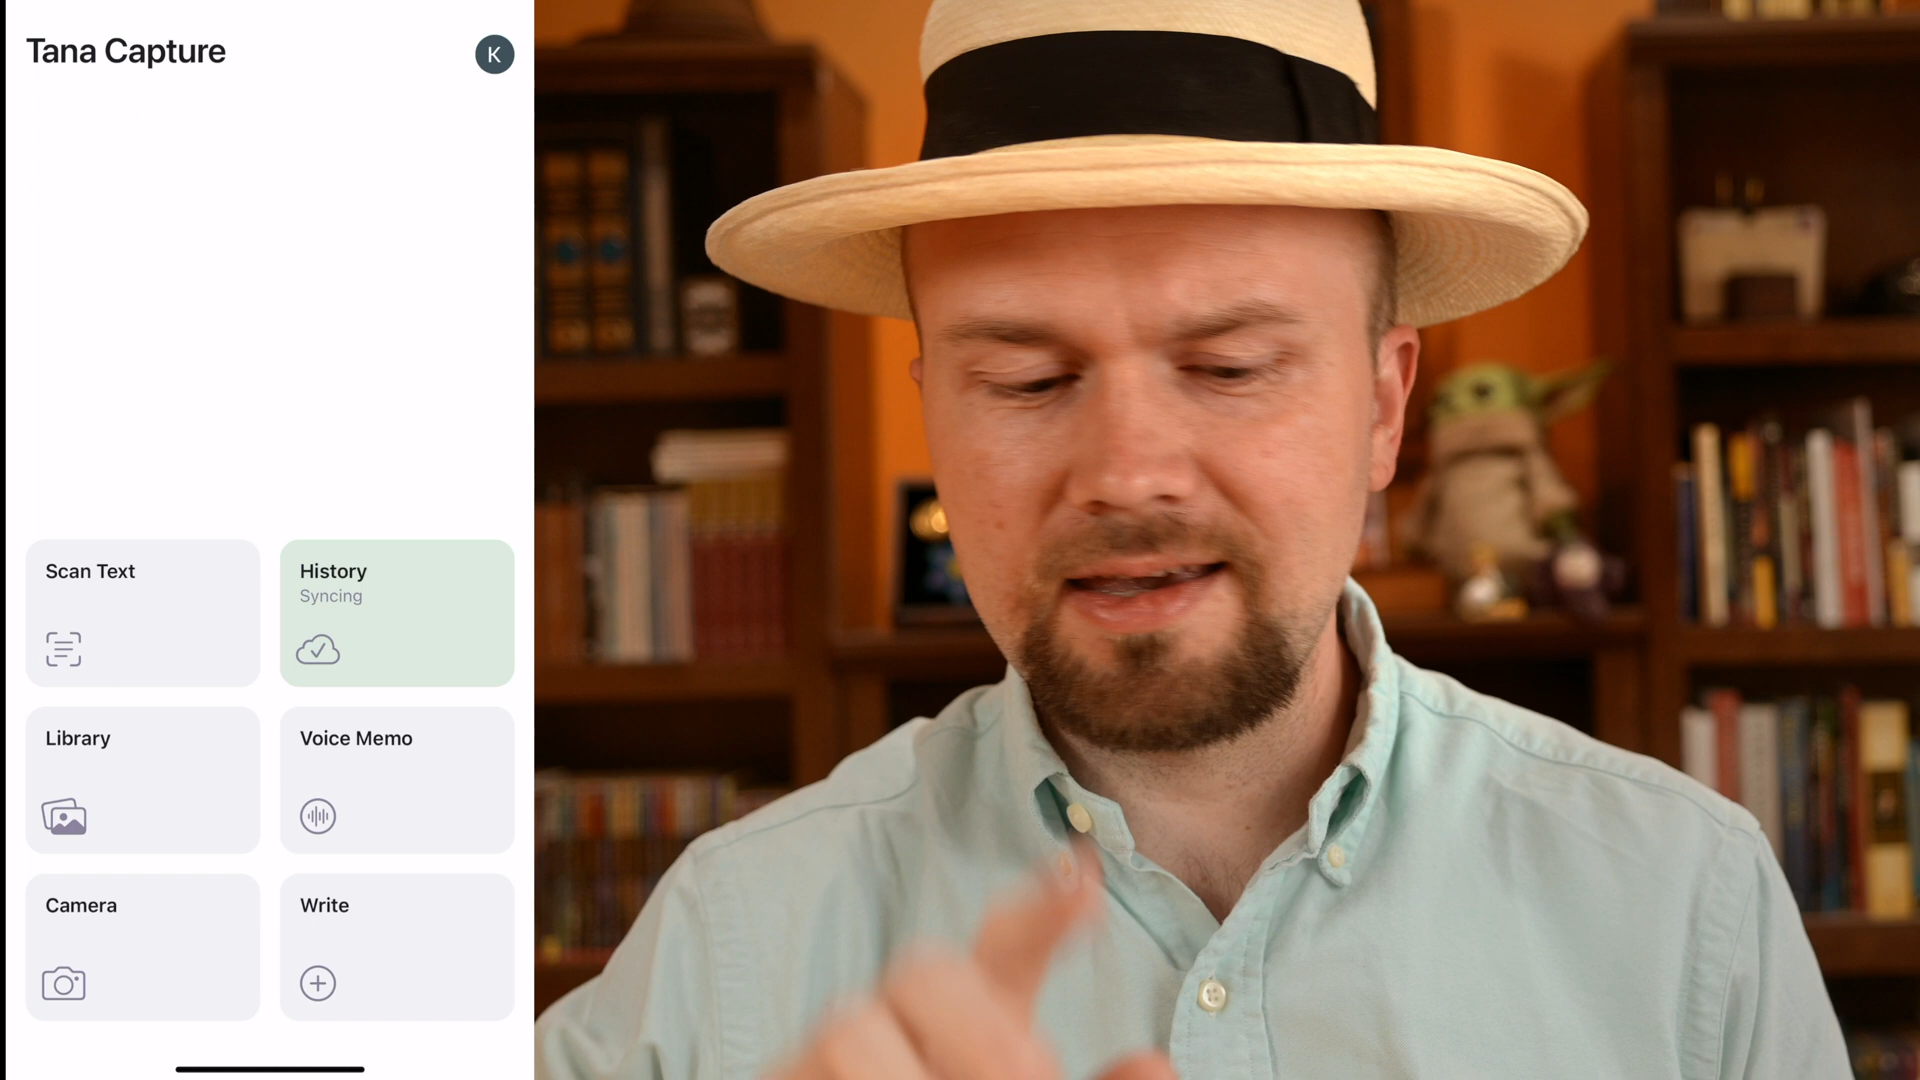 Tana Capture
K
Scan Text
History
Syncing
Library
Voice Memo
Camera
Write